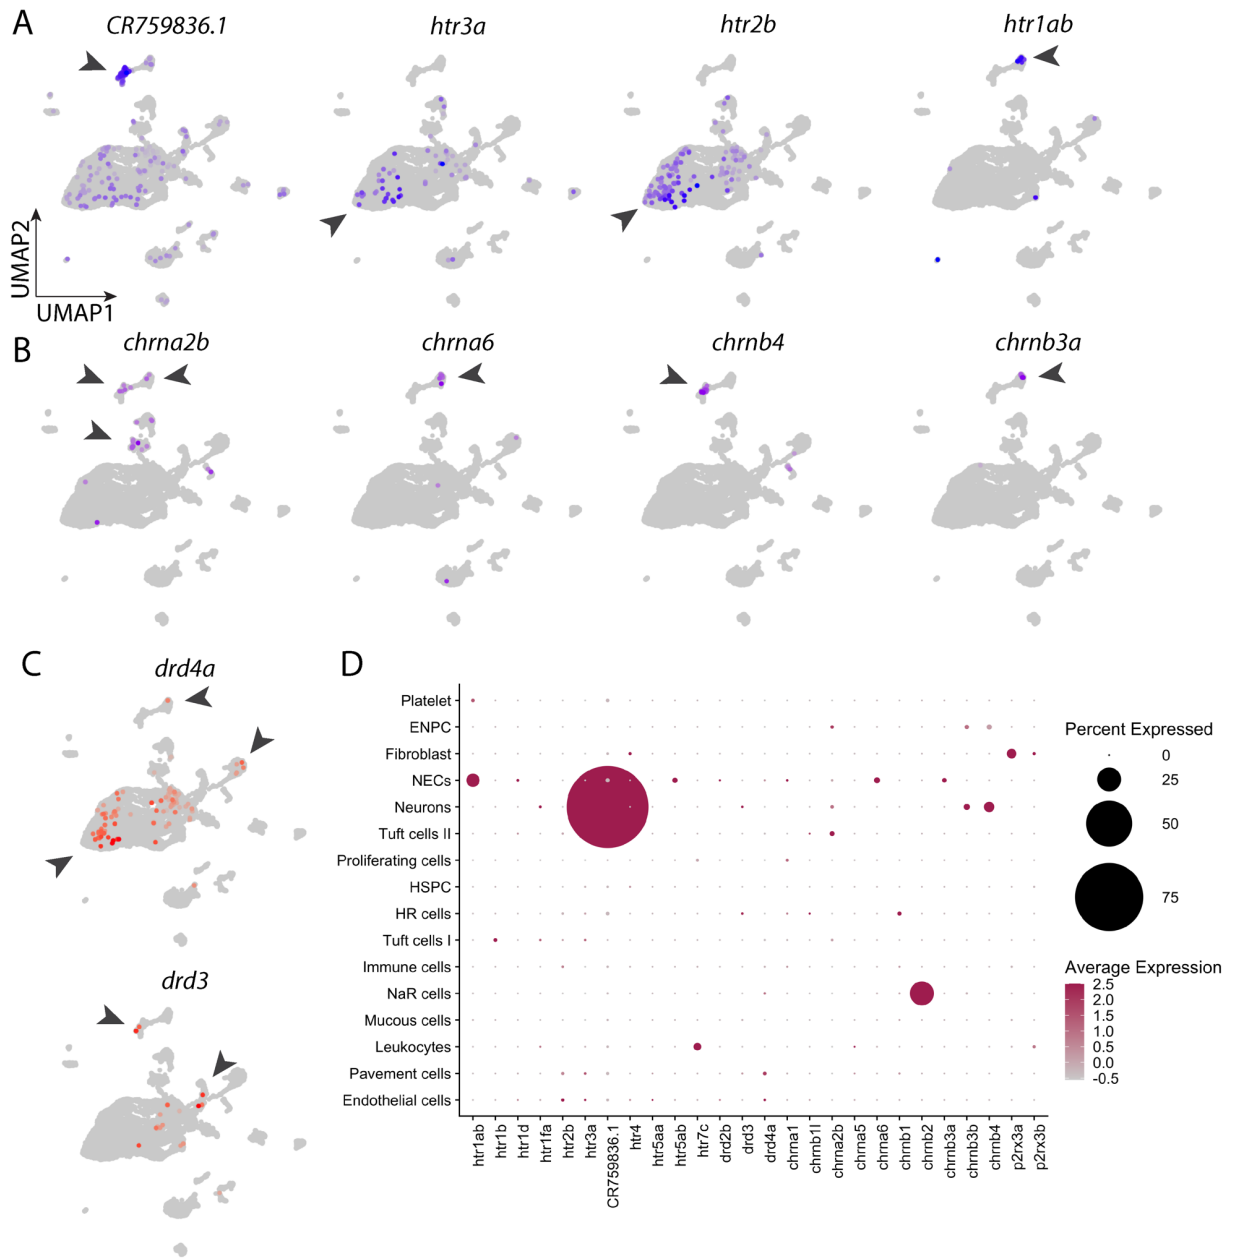 A
CR759836.1
htr3a
htr2b
htr1ab
UMAP2
UMAP1
B
chrna2b
chrna6
chrnb4
chrnb3a
C
drd4a
drd3
D
Platelet
ENPC
Fibroblast
NECs
Neurons
Tuft cells II
Proliferating cells
HSPC
HR cells
Tuft cells I
Immune cells
NaR cells
Mucous cells
Leukocytes
Pavement cells
Endothelial cells
htr1ab
htr1b
htr1d
htr1fa
htr2b
htr3a
CR759836.1
htr4
htr5aa
htr5ab
htr7c
drd2b
drd3
drd4a
chrna1
chrnb1l
chrna2b
chrna5
chrna6
chrnb1
chrnb2
chrnb3a
chrnb3b
chrnb4
p2rx3a
p2rx3b
Percent Expressed
0
25
50
75
Average Expression
2.5
2.0
1.5
1.0
0.5
0.0
-0.5